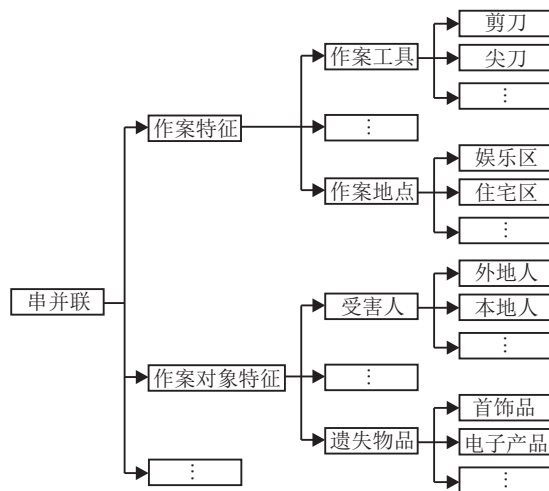 串并联
作案特征
作案工具
剪刀
尖刀
⋮
⋮
作案地点
娱乐区
住宅区
⋮
作案对象特征
受害人
外地人
本地人
⋮
⋮
遗失物品
首饰品
电子产品
⋮
⋮